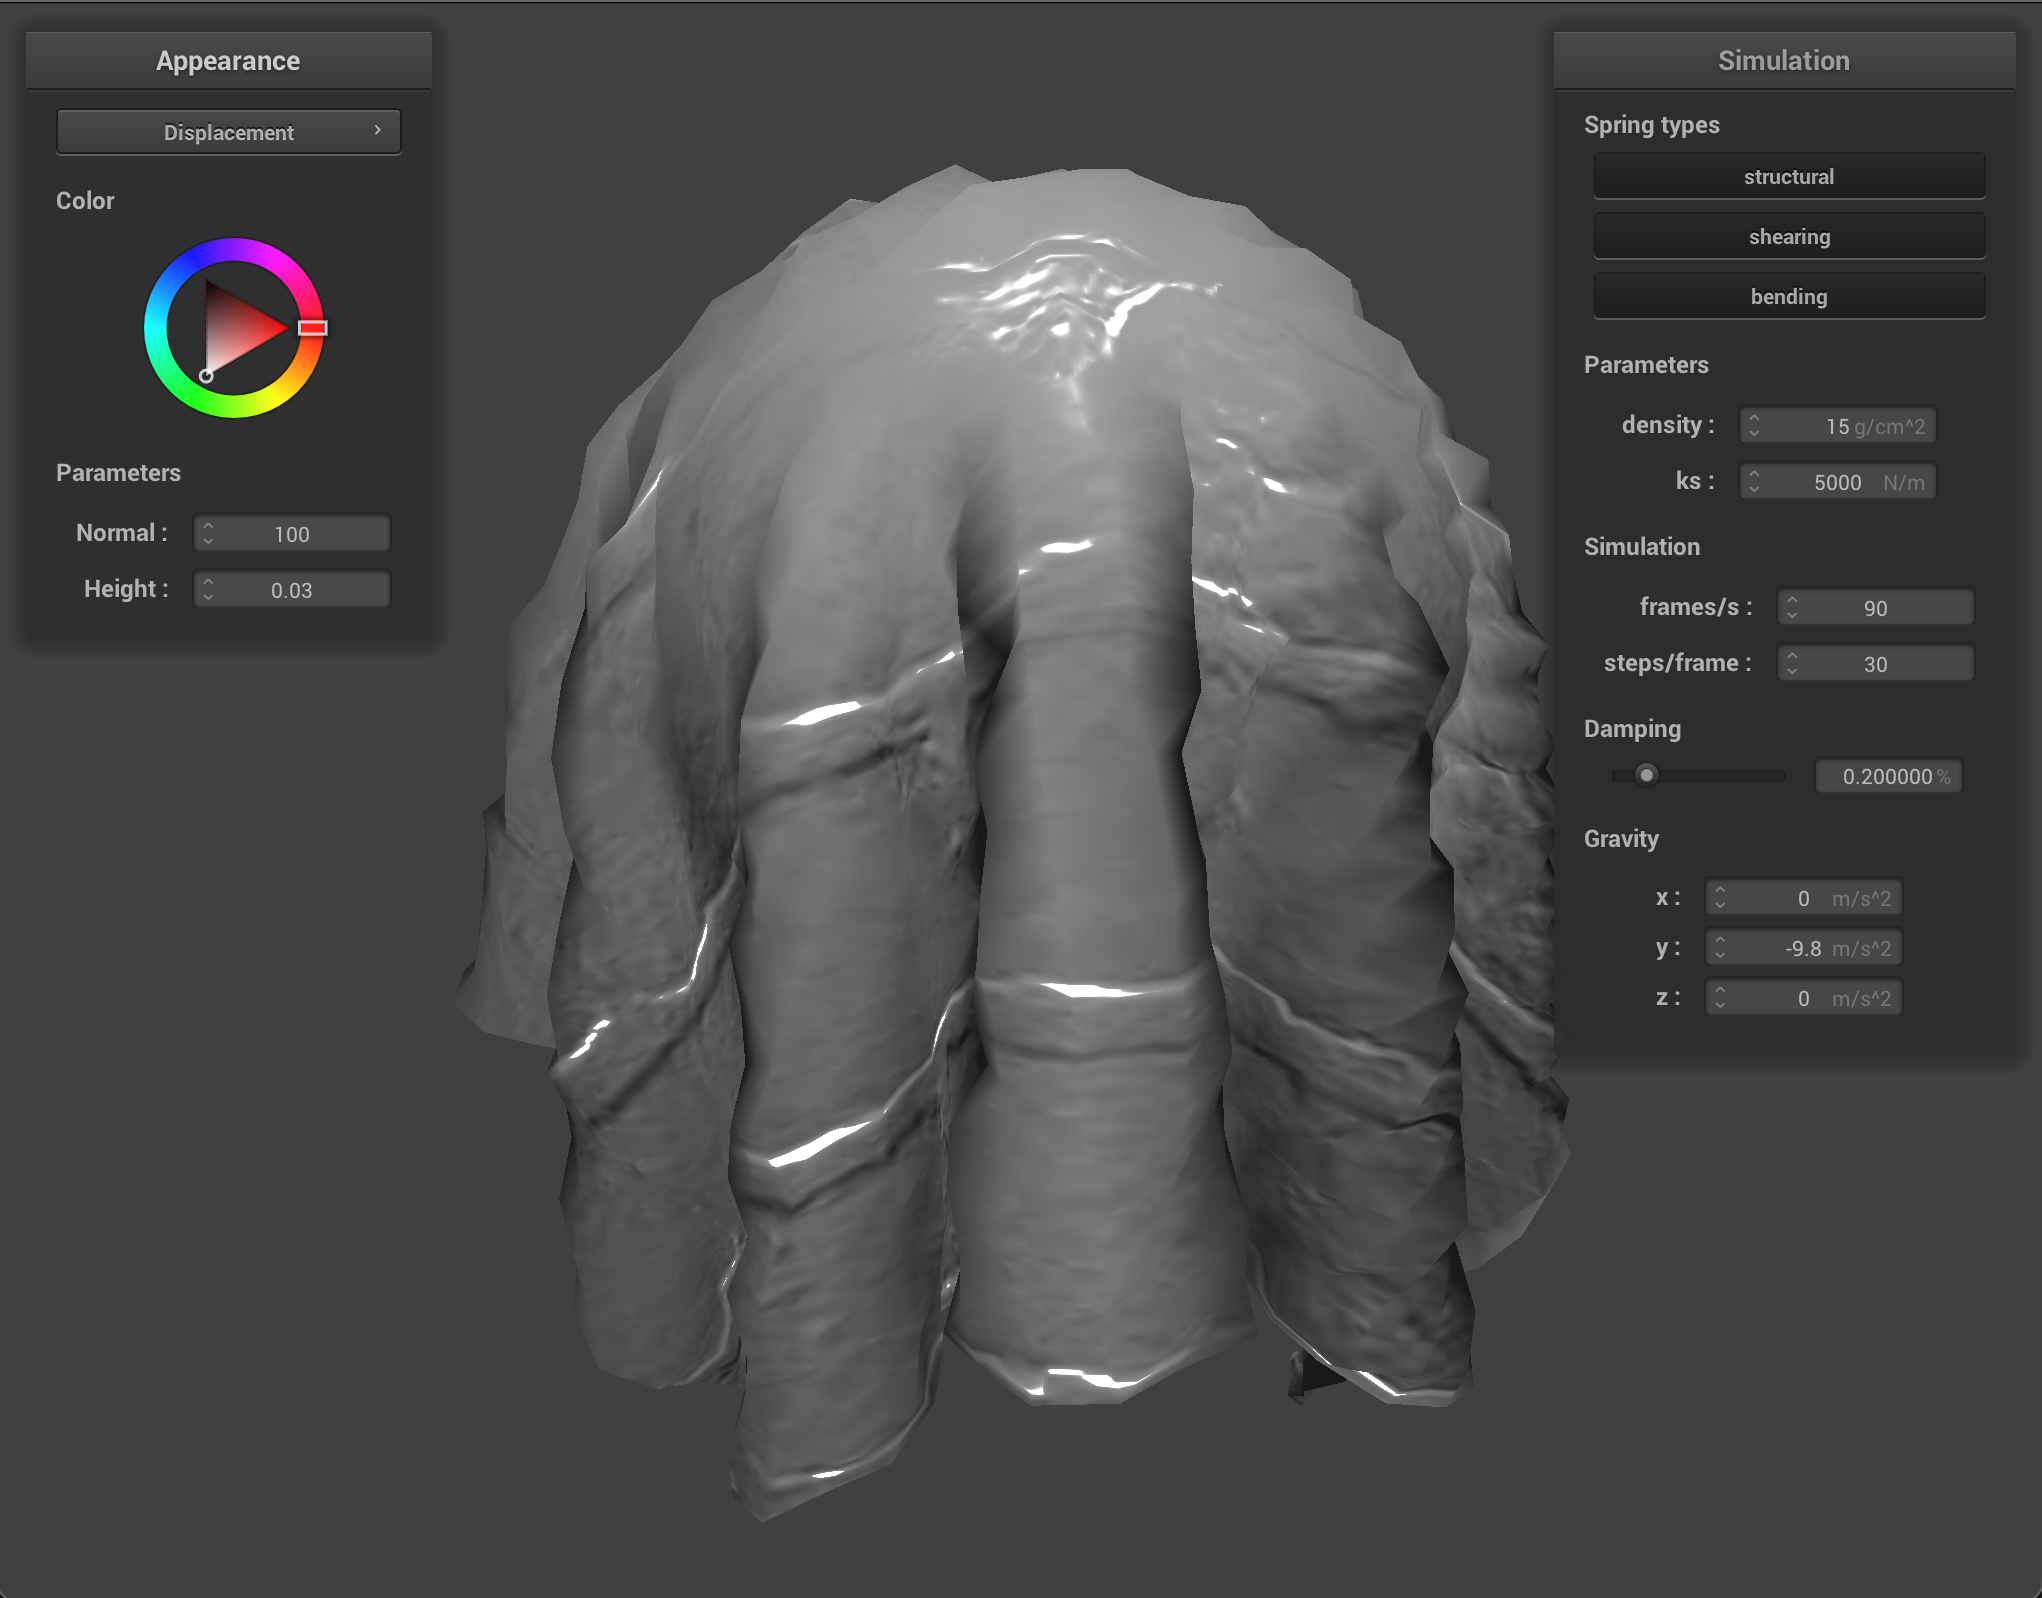 Appearance
Displacement
Color
Parameters
Normal : 100
Height : 0.03
Simulation
Spring types
structural
shearing
bending
Parameters
density : 15 g/cm^2
ks : 5000 N/m
Simulation
frames/s : 90
steps/frame : 30
Damping
0.200000 %
Gravity
x : 0 m/s^2
y : -9.8 m/s^2
z : 0 m/s^2